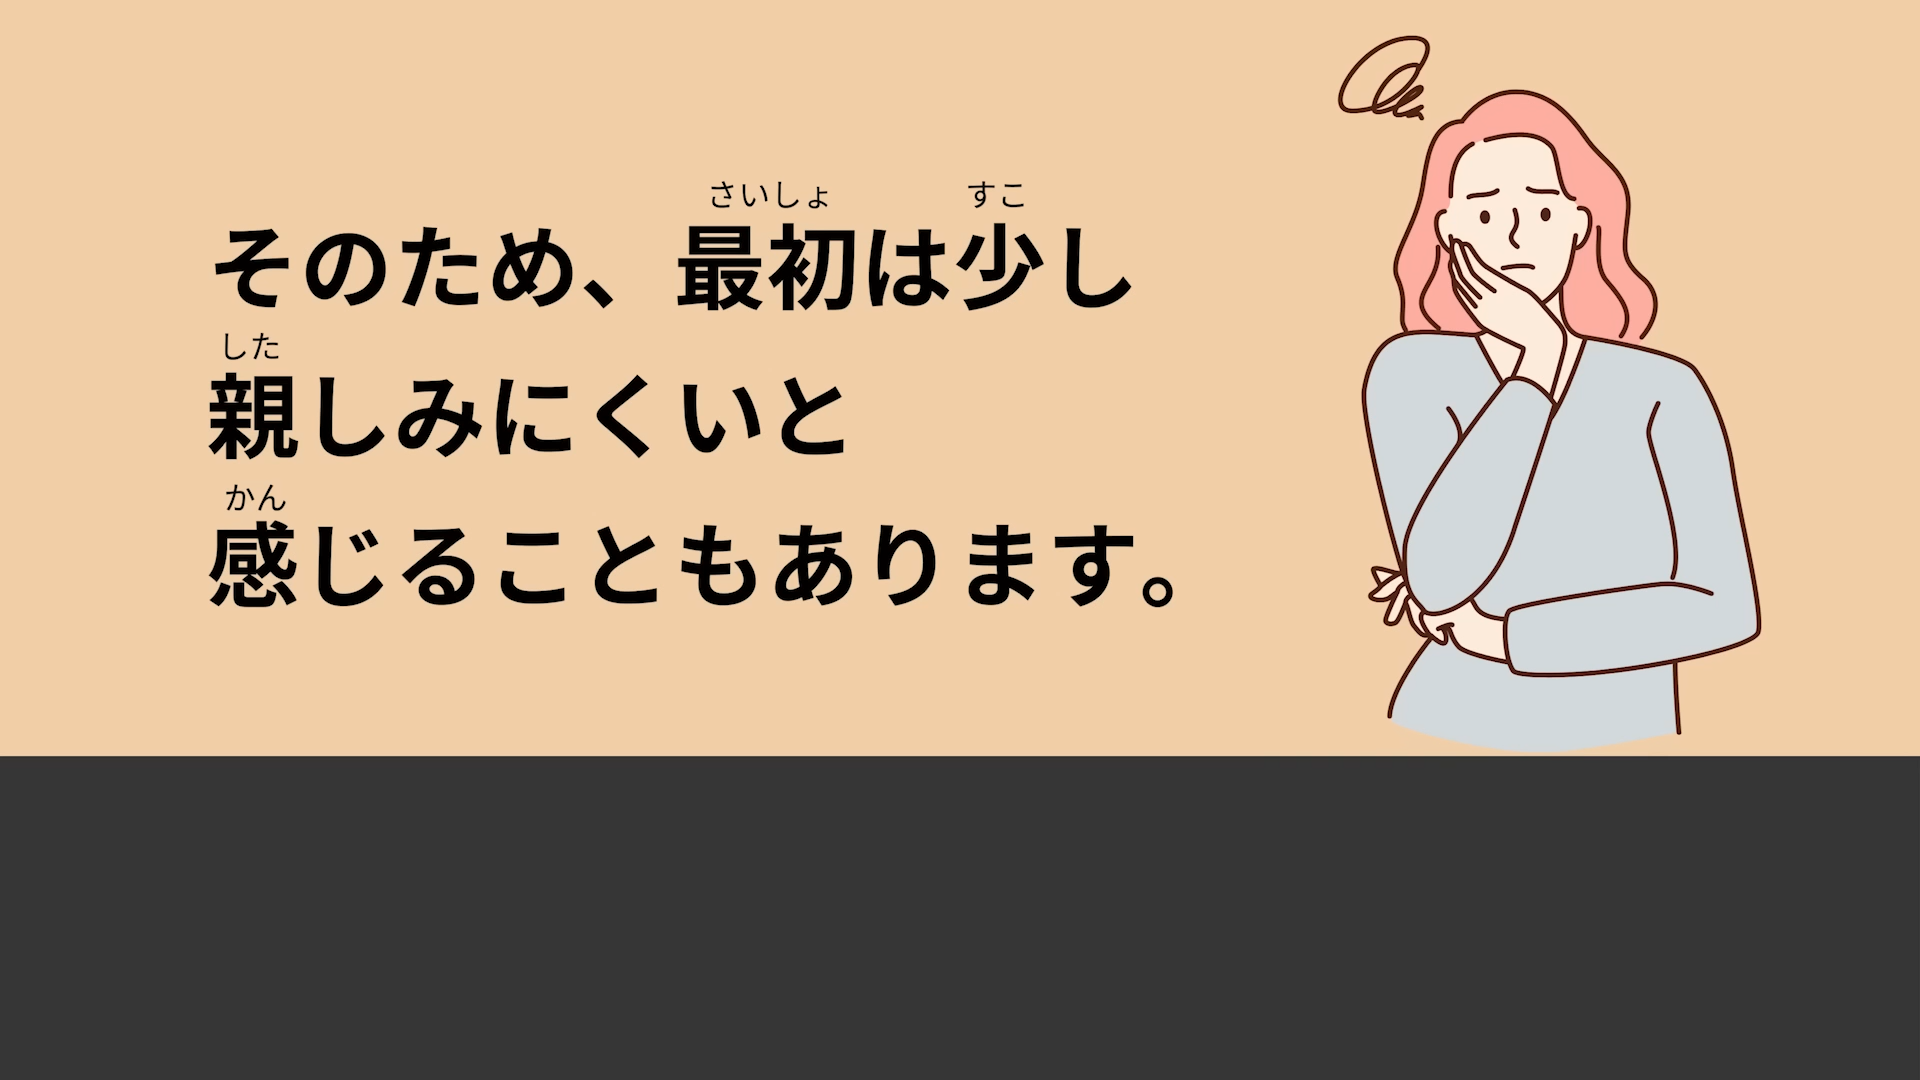 さいしょ すこ
そのため、最初は少し
した
親しみにくいと
かん
感じることもあります。